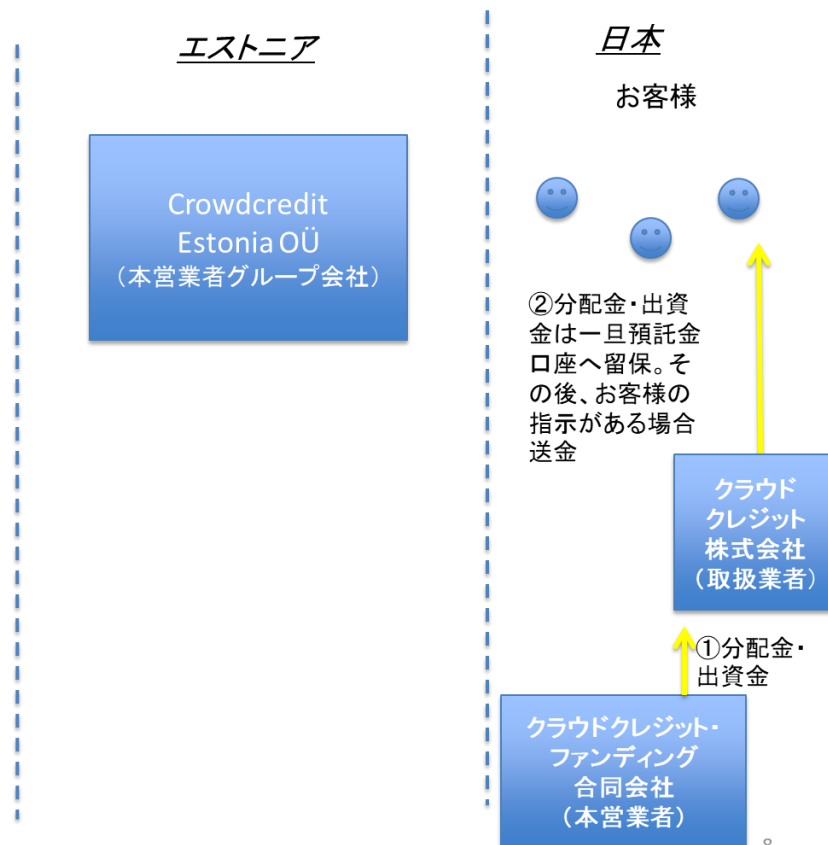 エストニア
日本
お客様
Crowdcredit
Estonia OÜ
(本営業者グループ会社)
②分配金・出資
金は一旦預託金
口座へ留保。そ
の後、お客様の
指示がある場合
送金
クラウド
クレジット
株式会社
(取扱業者)
①分配金・
出資金
クラウドクレジット・
ファンディング
合同会社
(本営業者)
8